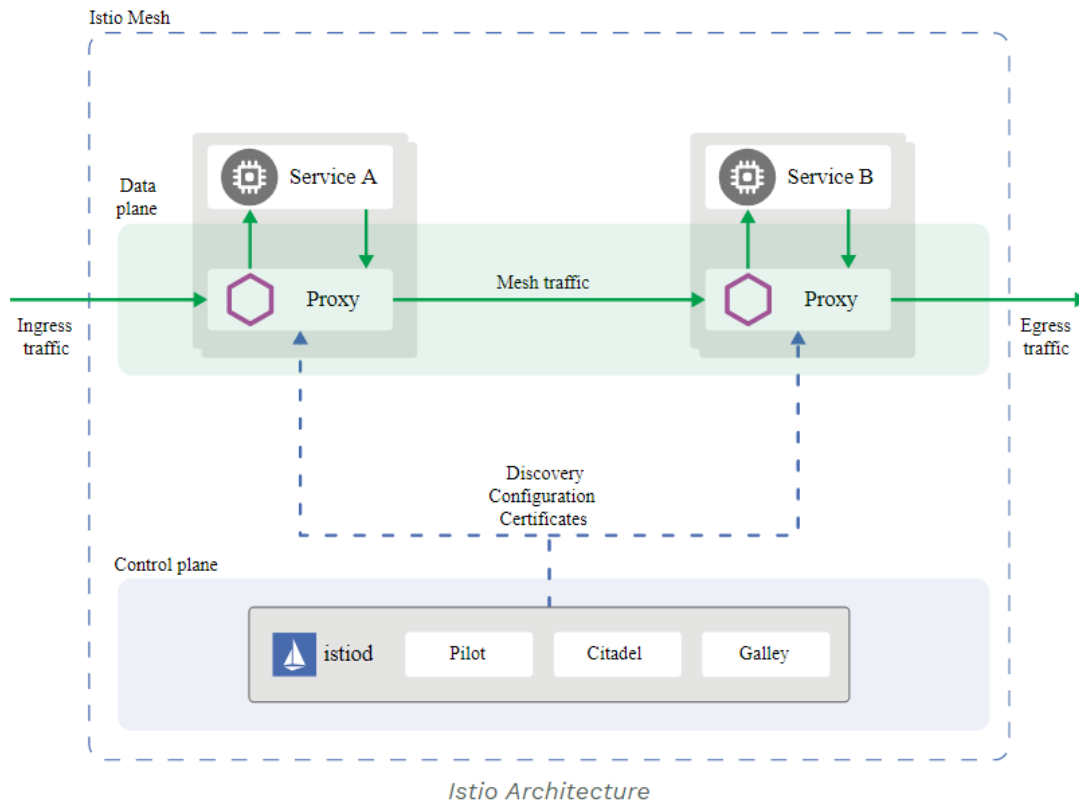 Istio Mesh
Service A
Service B
Data
plane
Proxy
Mesh traffic
Proxy
Ingress
traffic
Egress
traffic
Discovery
Configuration
Certificates
Control plane
istiod
Pilot
Citadel
Galley
Istio Architecture